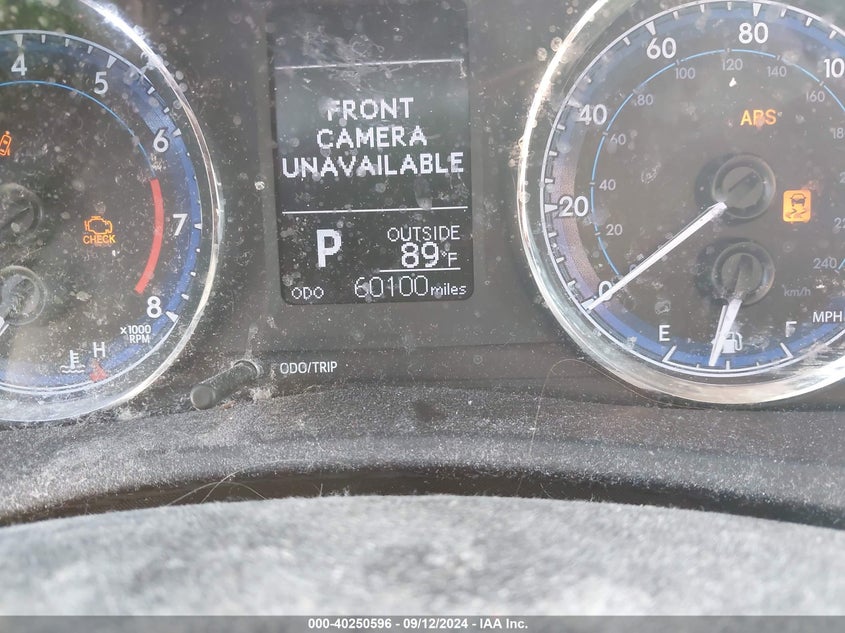 4
5
6
7
8
x1000
RPM
CHECK
H
FRONT
CAMERA
UNAVAILABLE
P
OUTSIDE
89°F
ODO 60100 miles
ODO/TRIP
0
20
40
60
80
20
40
60
80
100
120
140
160
240
km/h
MPH
ABS
E
F
000-40250596 - 09/12/2024 - IAA Inc.